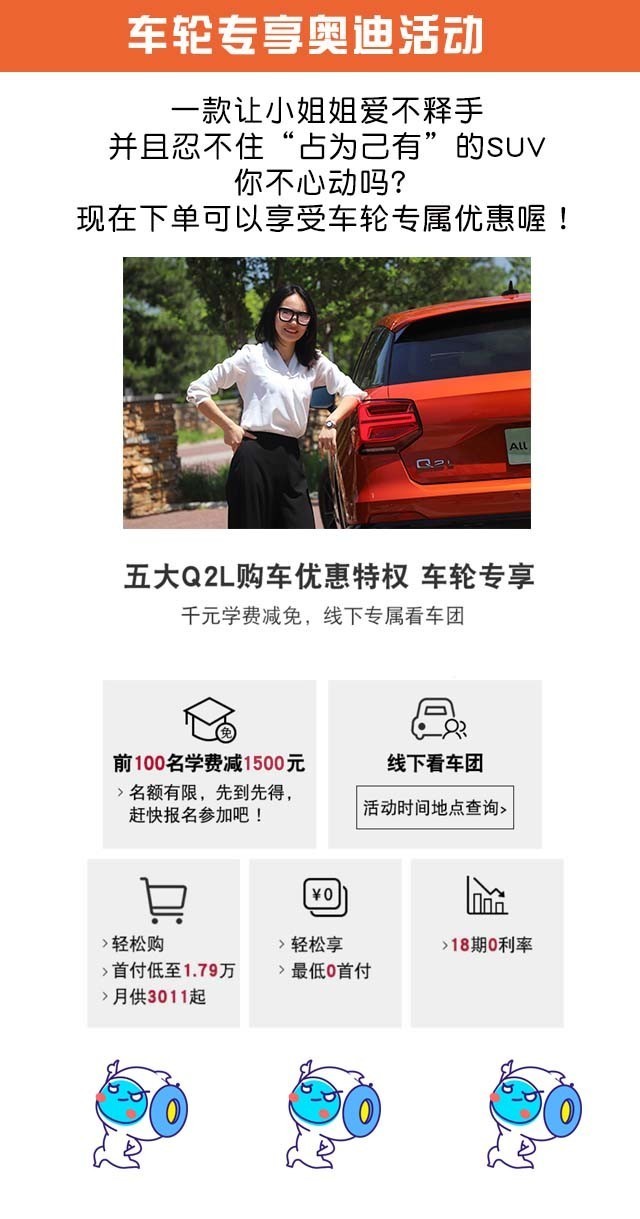 车轮专享奥迪活动
一款让小姐姐爱不释手
并且忍不住“占为己有”的SUV
你不心动吗?
现在下单可以享受车轮专属优惠喔！
All
Q2L
五大Q2L购车优惠特权 车轮专享
千元学费减免，线下专属看车团
免
前100名学费减1500元
›名额有限，先到先得，
赶快报名参加吧！
线下看车团
活动时间地点查询>
›轻松购
›首付低至1.79万
›月供3011起
¥0
›轻松享
›最低0首付
›18期0利率